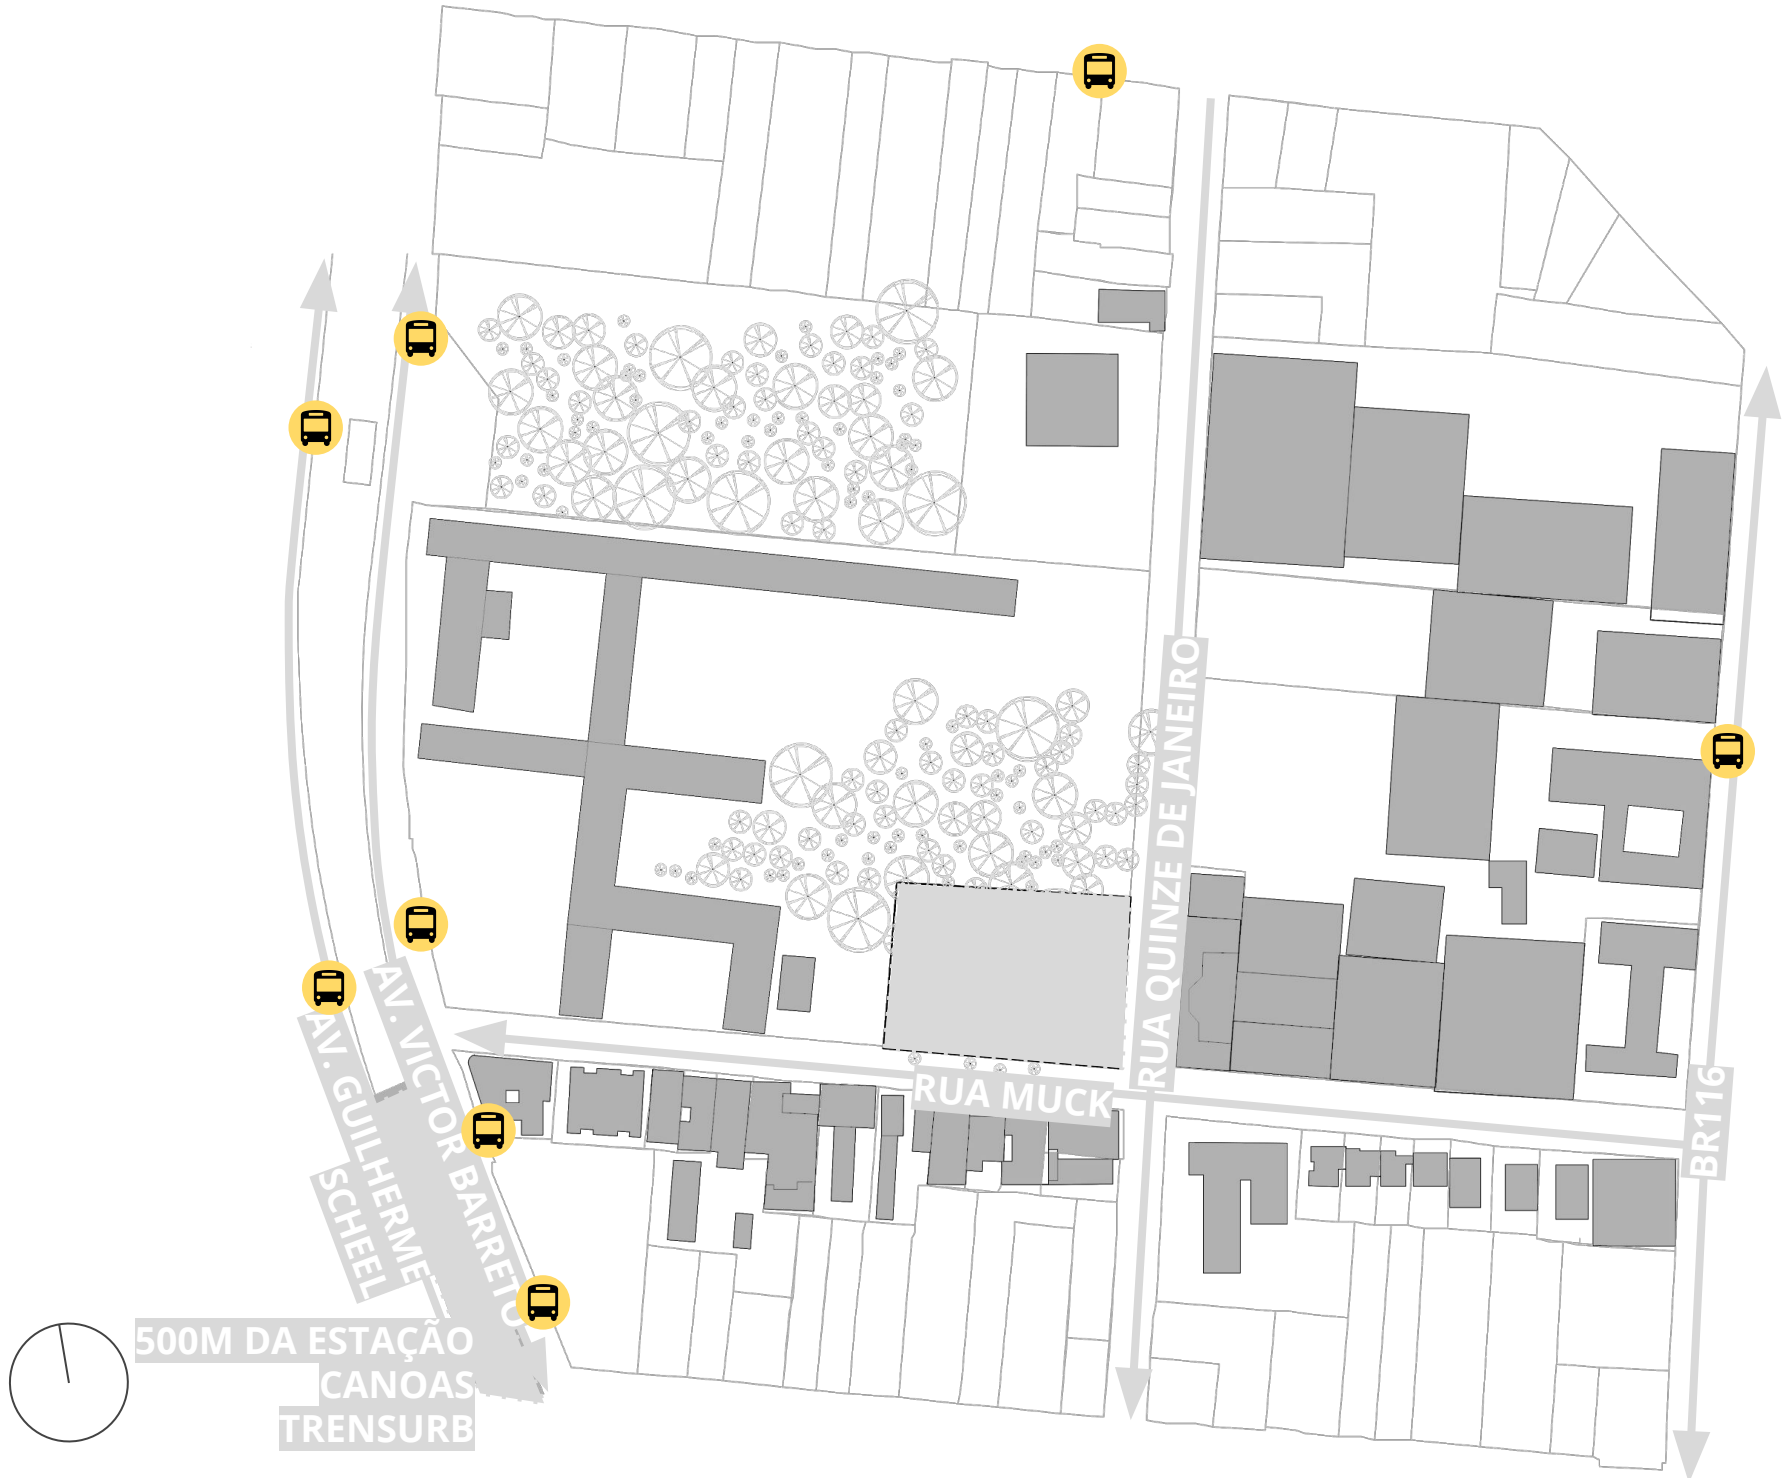 RUA QUINZE DE JANEIRO
AV. VICTOR BARRETO
AV. GUILHERME
SCHEEL
RUA MUCK
BR116
500M DA ESTAÇÃO
CANOAS
TRENSURB